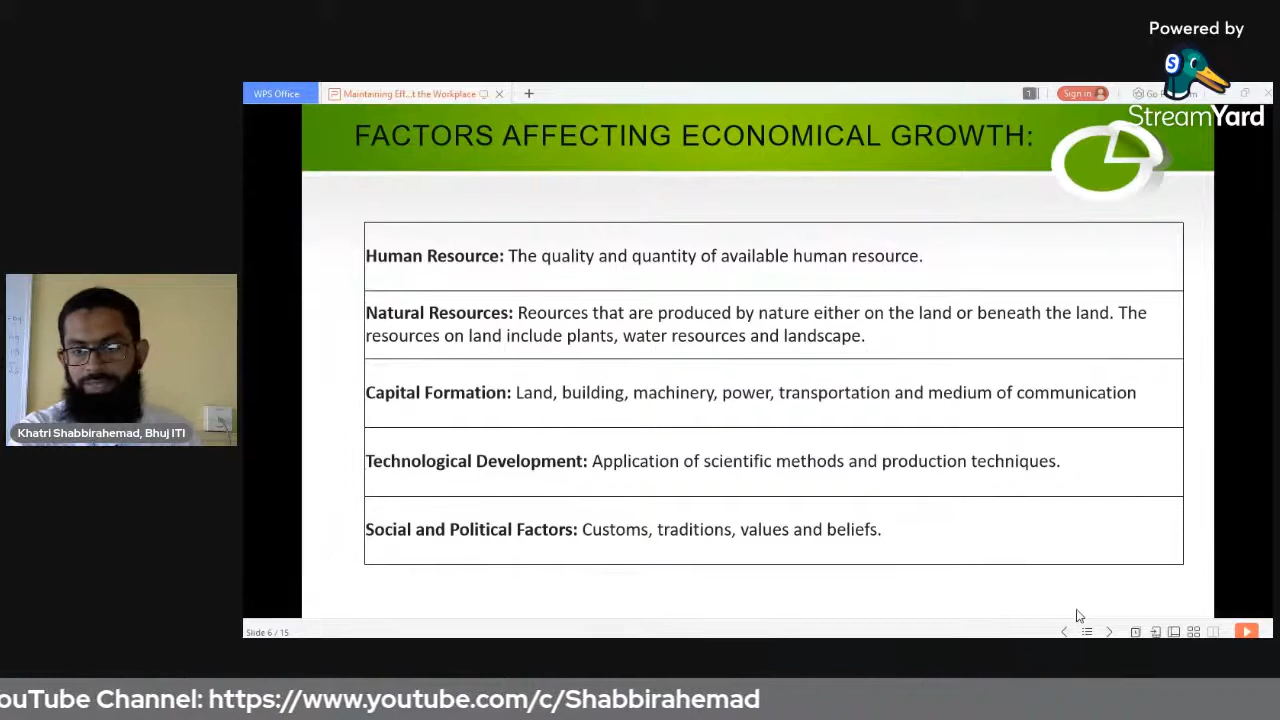 Powered by
StreamYard
WPS Office
Maintaining Eff...t the Workplace
1
Sign in
Go
FACTORS AFFECTING ECONOMICAL GROWTH:
Human Resource: The quality and quantity of available human resource.
Natural Resources: Reources that are produced by nature either on the land or beneath the land. The
resources on land include plants, water resources and landscape.
Capital Formation: Land, building, machinery, power, transportation and medium of communication
Technological Development: Application of scientific methods and production techniques.
Social and Political Factors: Customs, traditions, values and beliefs.
Khatri Shabbirahemad, Bhuj ITI
Slide 6 / 15
ouTube Channel: https://www.youtube.com/c/Shabbirahemad